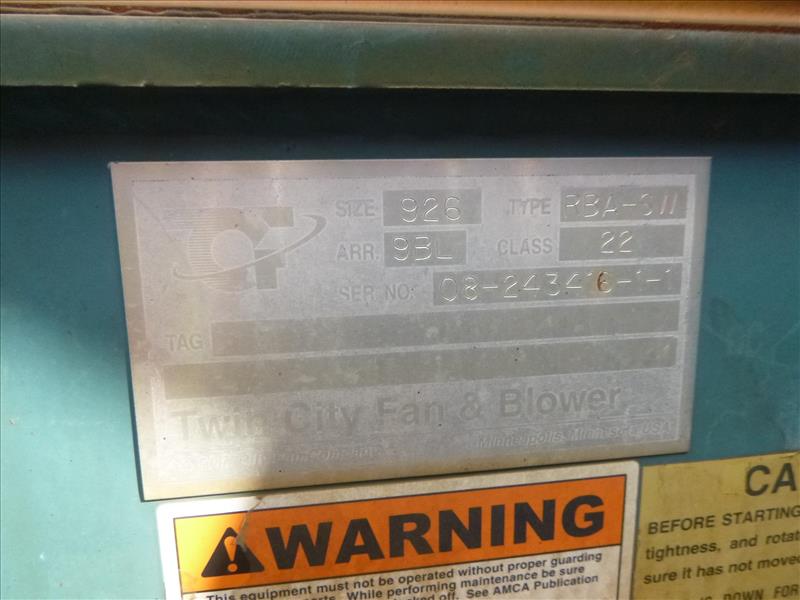 SIZE 926 TYPE RBA-SW
ARR. 9BL CLASS 22
SER NO: 08-243416-1-1
TAG
Twin City Fan & Blower
Company Minneapolis, Minnesota, USA
WARNING
This equipment must not be operated without proper guarding
While performing maintenance be sure
off. See AMCA Publication
CA
BEFORE STARTING
tightness, and rotat
sure it has not moved
DOWN FOR